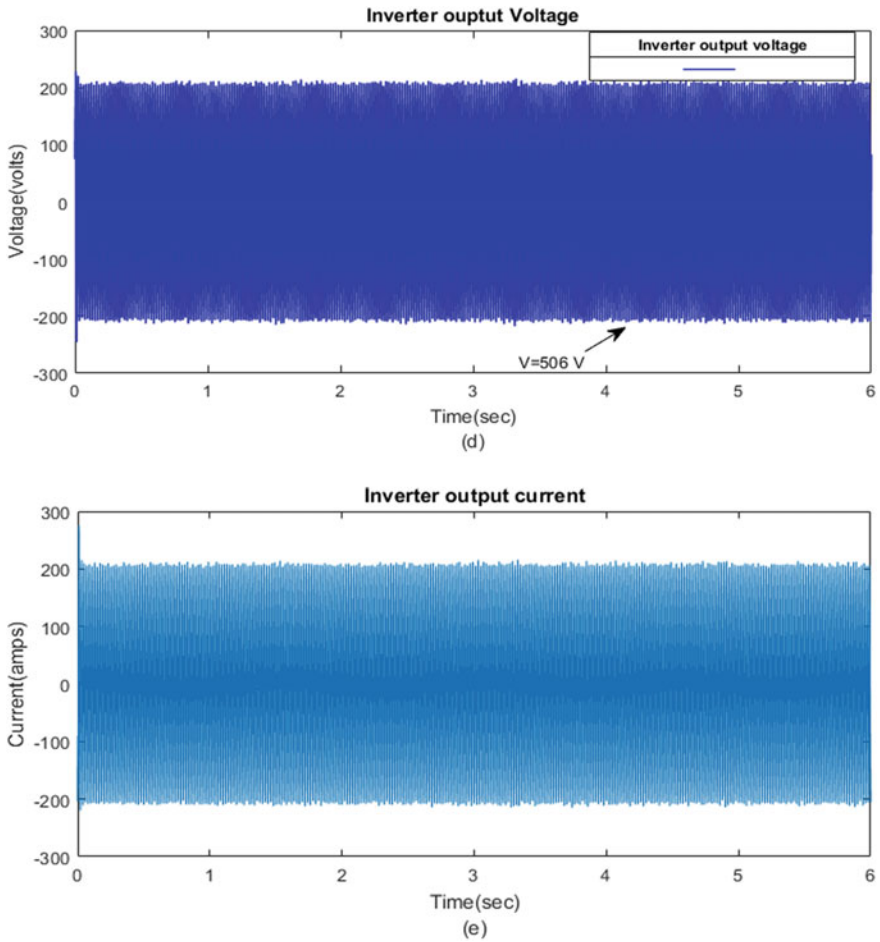 Inverter ouptut Voltage
300
Inverter output voltage
200
100
0
-100
-200
-300
Voltage(volts)
V=506 V
0 1 2 3 4 5 6
Time(sec)
(d)
Inverter output current
300
200
100
0
-100
-200
-300
Current(amps)
0 1 2 3 4 5 6
Time(sec)
(e)